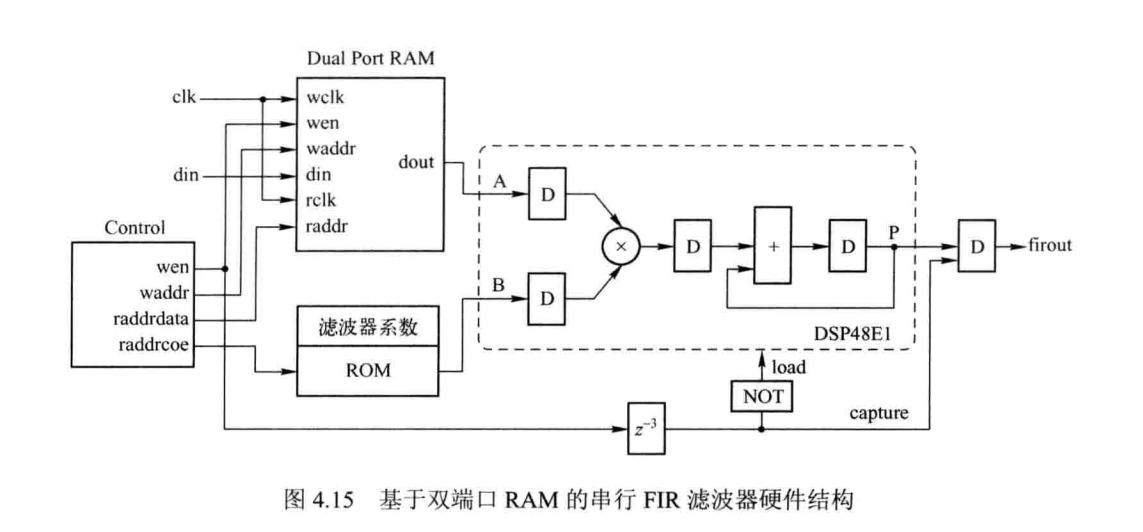 Dual Port RAM
clk
wclk
wen
waddr
dout
din
din
rclk
raddr
Control
wen
waddr
raddrdata
raddrcoe
滤波器系数
ROM
A
D
×
B
D
D
+
D
P
D
firout
DSP48E1
load
NOT
capture
z⁻³
图 4.15 基于双端口 RAM 的串行 FIR 滤波器硬件结构